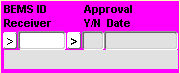 BEMS ID Approval
Receiver Y/N Date
> >